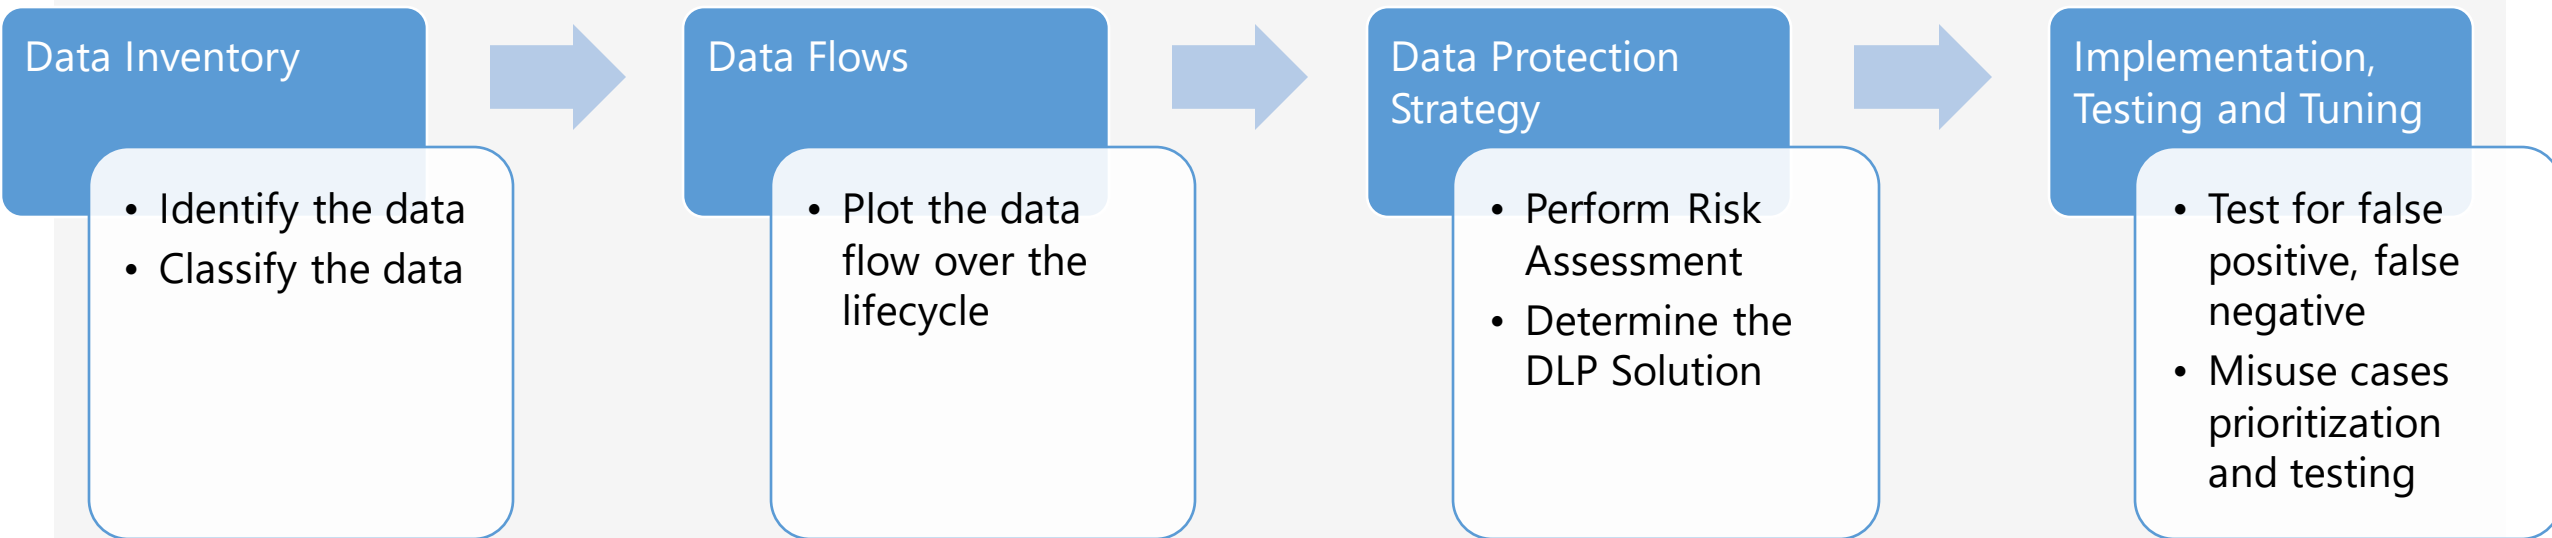 Data Inventory
• Identify the data
• Classify the data
Data Flows
• Plot the data
flow over the
lifecycle
Data Protection
Strategy
• Perform Risk
Assessment
• Determine the
DLP Solution
Implementation,
Testing and Tuning
• Test for false
positive, false
negative
• Misuse cases
prioritization
and testing